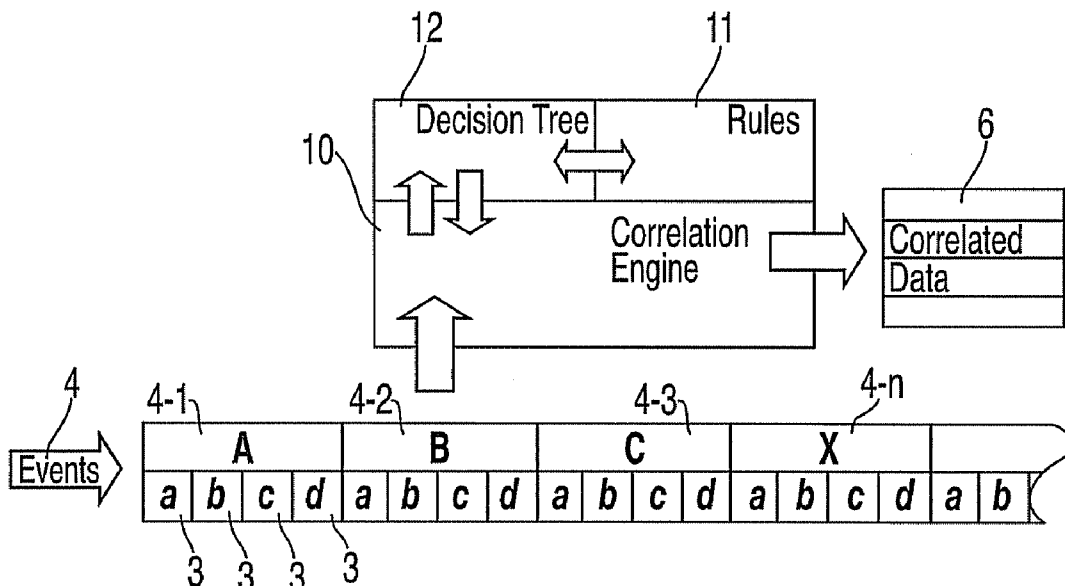 12
11
Decision Tree
Rules
10
6
Correlation
Engine
Correlated
Data
4
4-1
4-2
4-3
4-n
Events
A B C X
a b c d a b c d a b c d a b c d a b
3 3 3 3